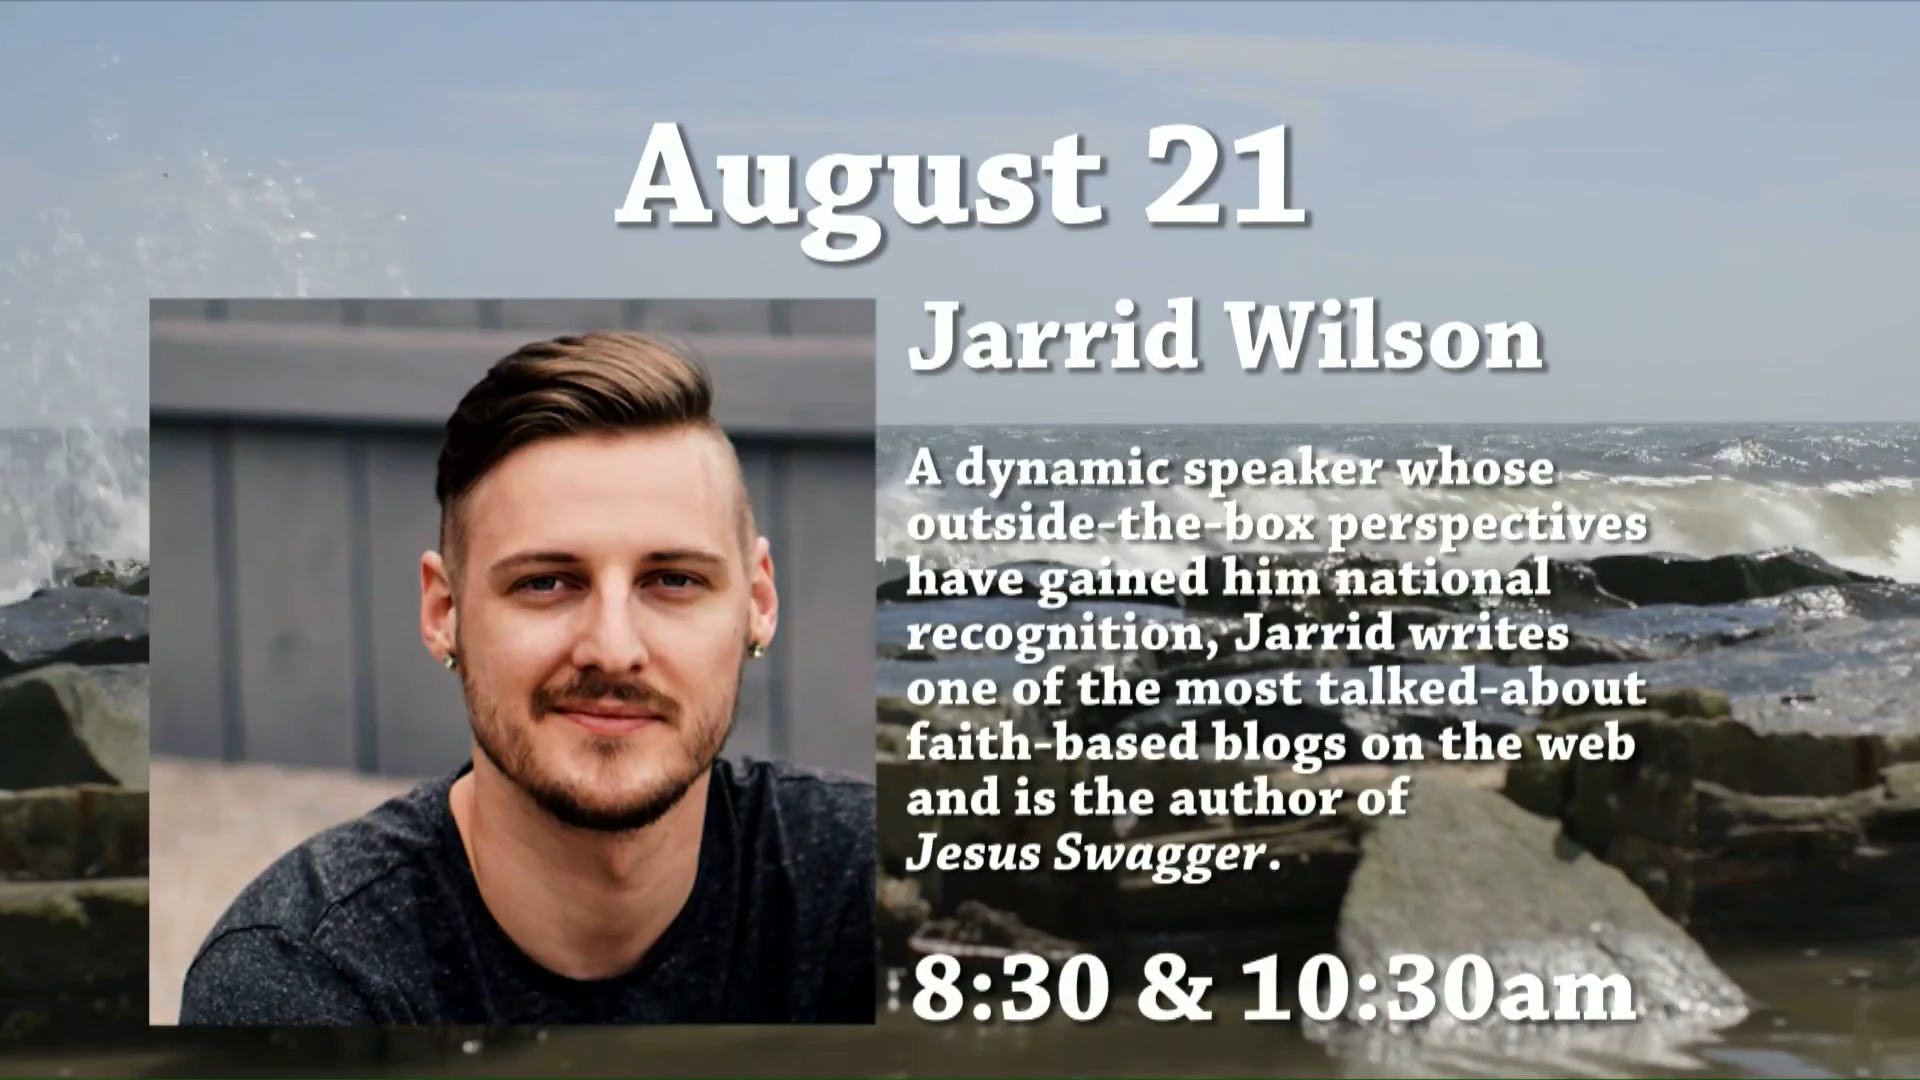 August 21
Jarrid Wilson
A dynamic speaker whose
outside-the-box perspectives
have gained him national
recognition, Jarrid writes
one of the most talked-about
faith-based blogs on the web
and is the author of
Jesus Swagger.
8:30 & 10:30am